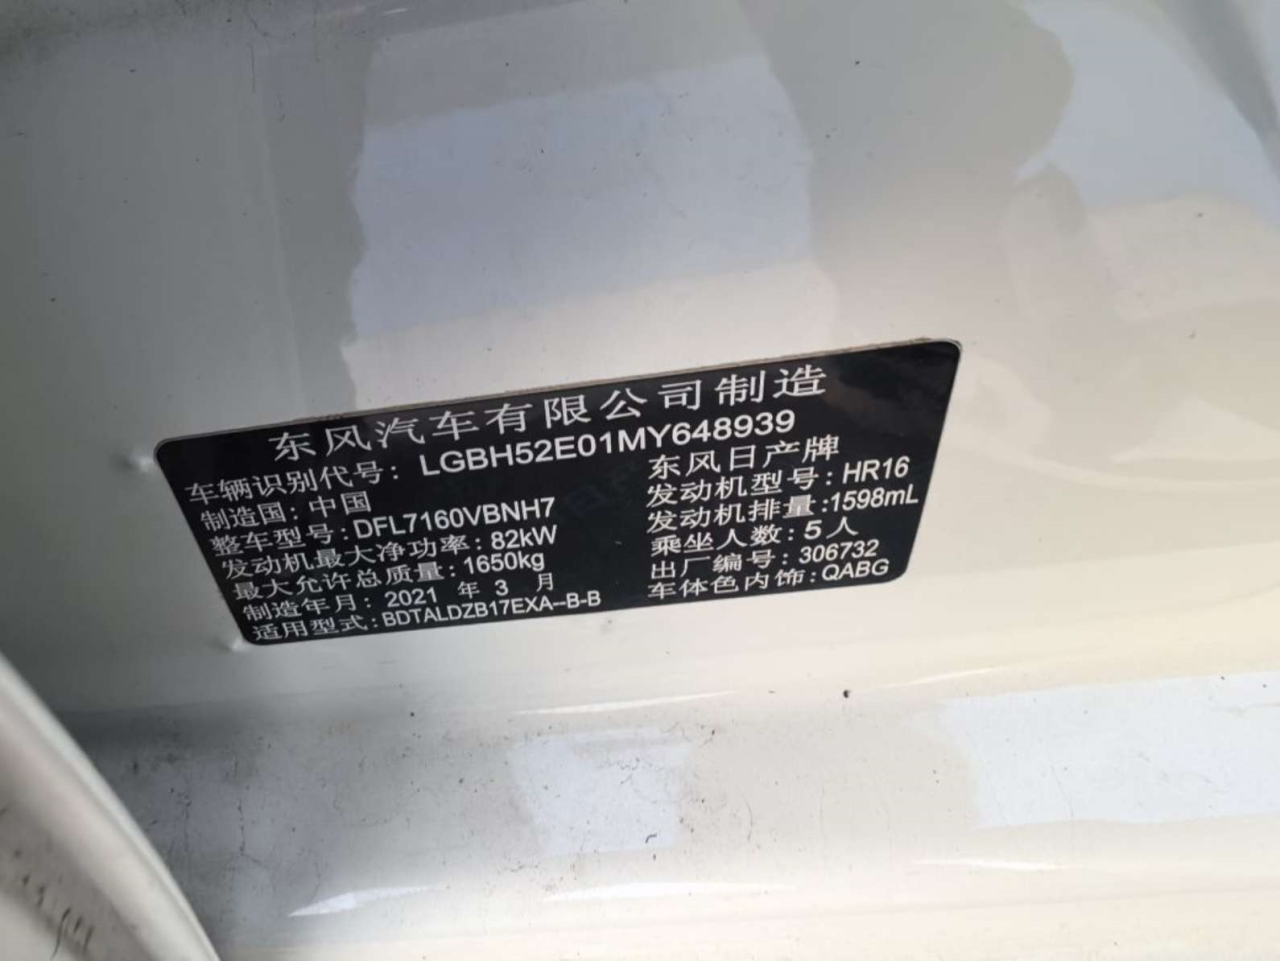 东风汽车有限公司制造
车辆识别代号: LGBH52E01MY648939
制造国: 中国 东风日产牌
整车型号: DFL7160VBNH7 发动机型号: HR16
发动机最大净功率: 82kW 发动机排量:1598mL
最大允许总质量:1650kg 乘坐人数: 5 人
制造年月: 2021 年 3 月 出厂编号: 306732
适用型式: BDTALDZB17EXA--B-B 车体色内饰:QABG